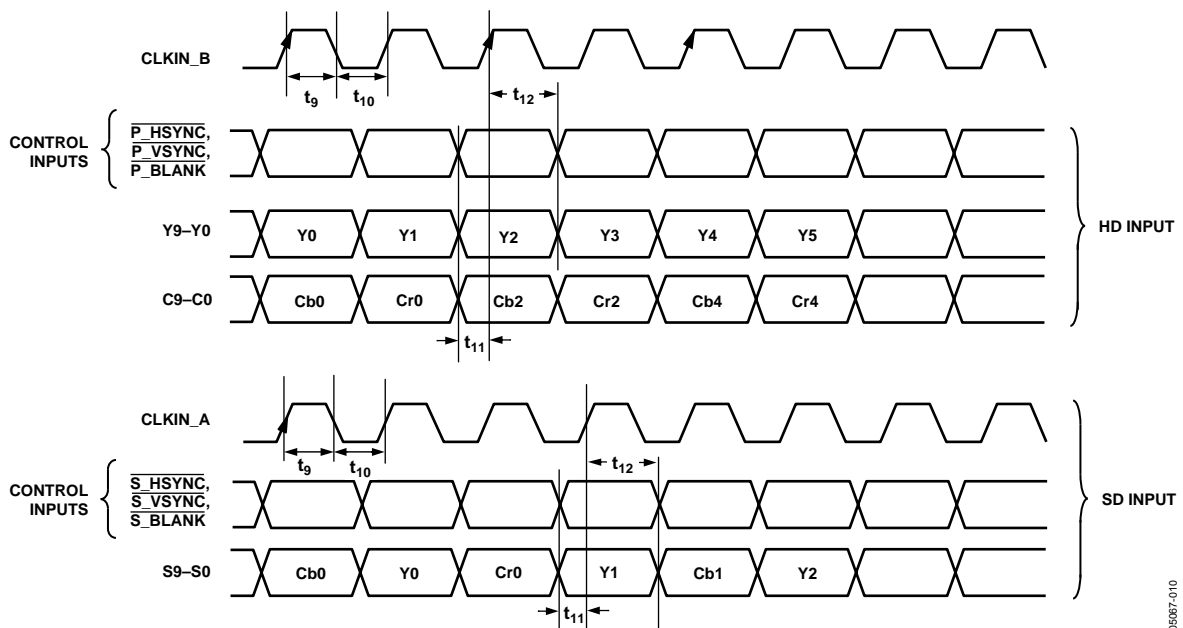 CLKIN_B
t9
t10
t12
CONTROL
INPUTS
P_HSYNC,
P_VSYNC,
P_BLANK
Y9–Y0
Y0 Y1 Y2 Y3 Y4 Y5
HD INPUT
C9–C0
Cb0 Cr0 Cb2 Cr2 Cb4 Cr4
t11
CLKIN_A
t9
t10
t12
CONTROL
INPUTS
S_HSYNC,
S_VSYNC,
S_BLANK
SD INPUT
S9–S0
Cb0 Y0 Cr0 Y1 Cb1 Y2
t11
05067-010